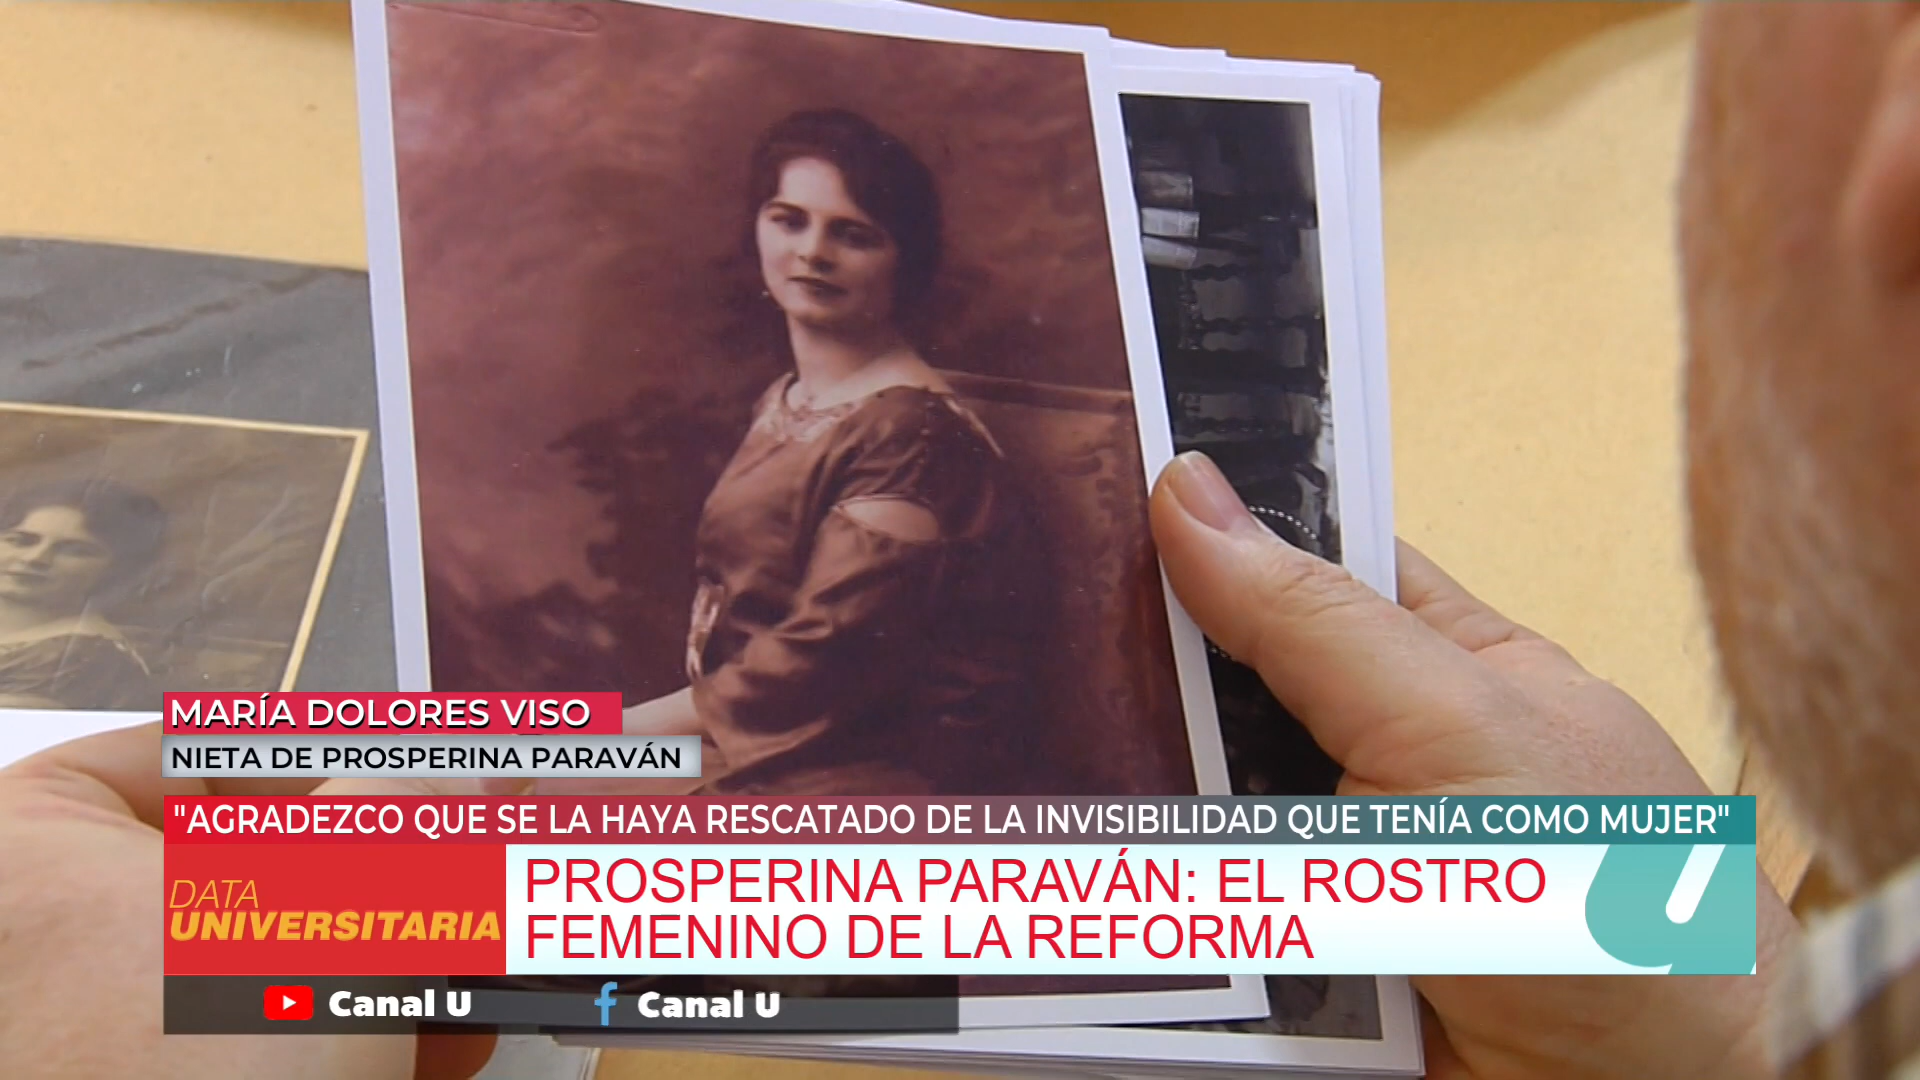 MARÍA DOLORES VISO
NIETA DE PROSPERINA PARAVÁN
"AGRADEZCO QUE SE LA HAYA RESCATADO DE LA INVISIBILIDAD QUE TENÍA COMO MUJER"
DATA
UNIVERSITARIA
PROSPERINA PARAVÁN: EL ROSTRO
FEMENINO DE LA REFORMA
Canal U
Canal U